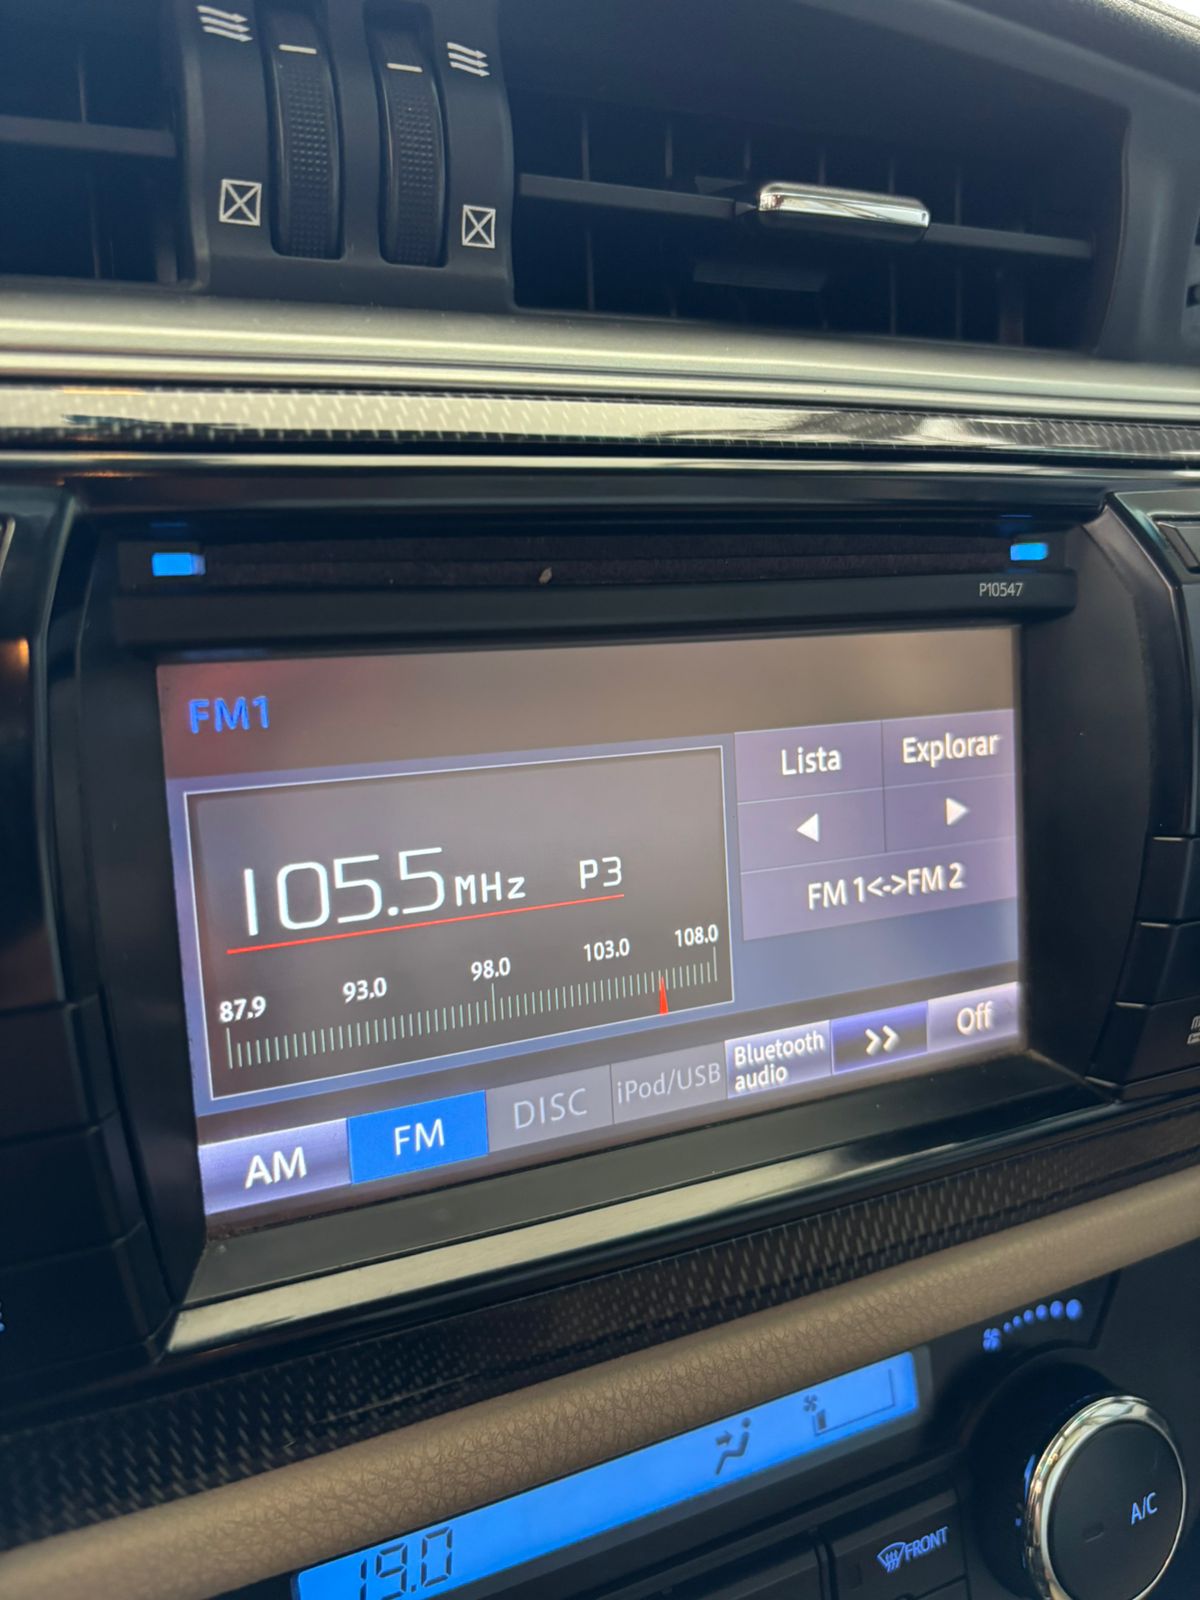 P10547
FM1
Lista Explorar
105.5 MHz P3
FM 1<->FM 2
87.9 93.0 98.0 103.0 108.0
AM FM DISC iPod/USB Bluetooth audio >> Off
19.0
A/C
FRONT